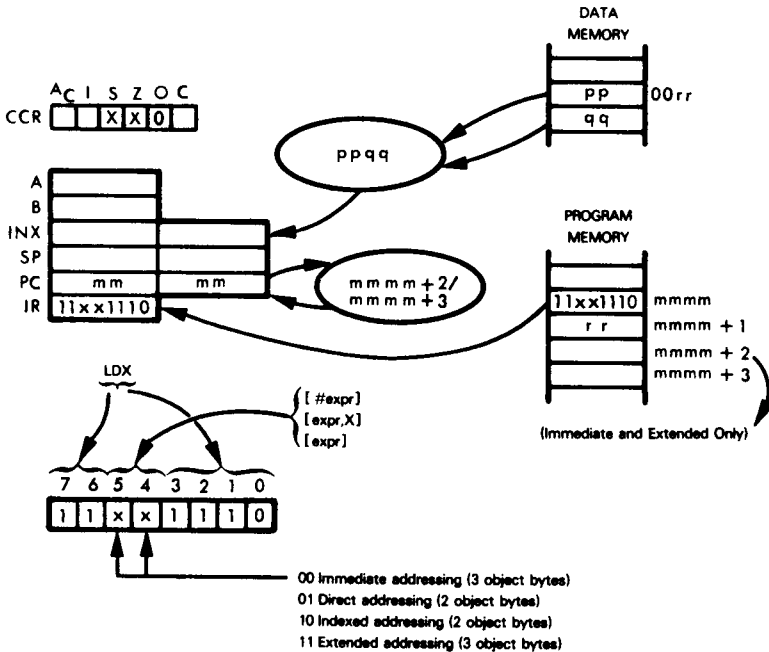 DATA
MEMORY
AC I S Z O C
CCR X X 0
pp 00rr
qq
ppqq
A
B
INX
SP
PC mm mm
IR 11xx1110
mmmm+2/
mmmm+3
PROGRAM
MEMORY
11xx1110 mmmm
rr mmmm + 1
mmmm + 2
mmmm + 3
(Immediate and Extended Only)
LDX
[ #expr]
[expr,X]
[expr]
7 6 5 4 3 2 1 0
1 1 x x 1 1 1 0
00 Immediate addressing (3 object bytes)
01 Direct addressing (2 object bytes)
10 Indexed addressing (2 object bytes)
11 Extended addressing (3 object bytes)